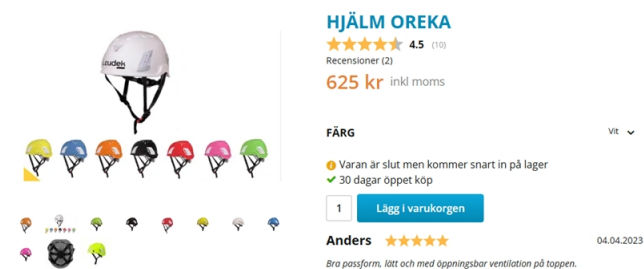 HJÄLM OREKA
4.5 (10)
Recensioner (2)
625 kr inkl moms
zudek
FÄRG
Vit
Varan är slut men kommer snart in på lager
30 dagar öppet köp
1
Lägg i varukorgen
Anders
04.04.2023
Bra passform, lätt och med öppningsbar ventilation på toppen.